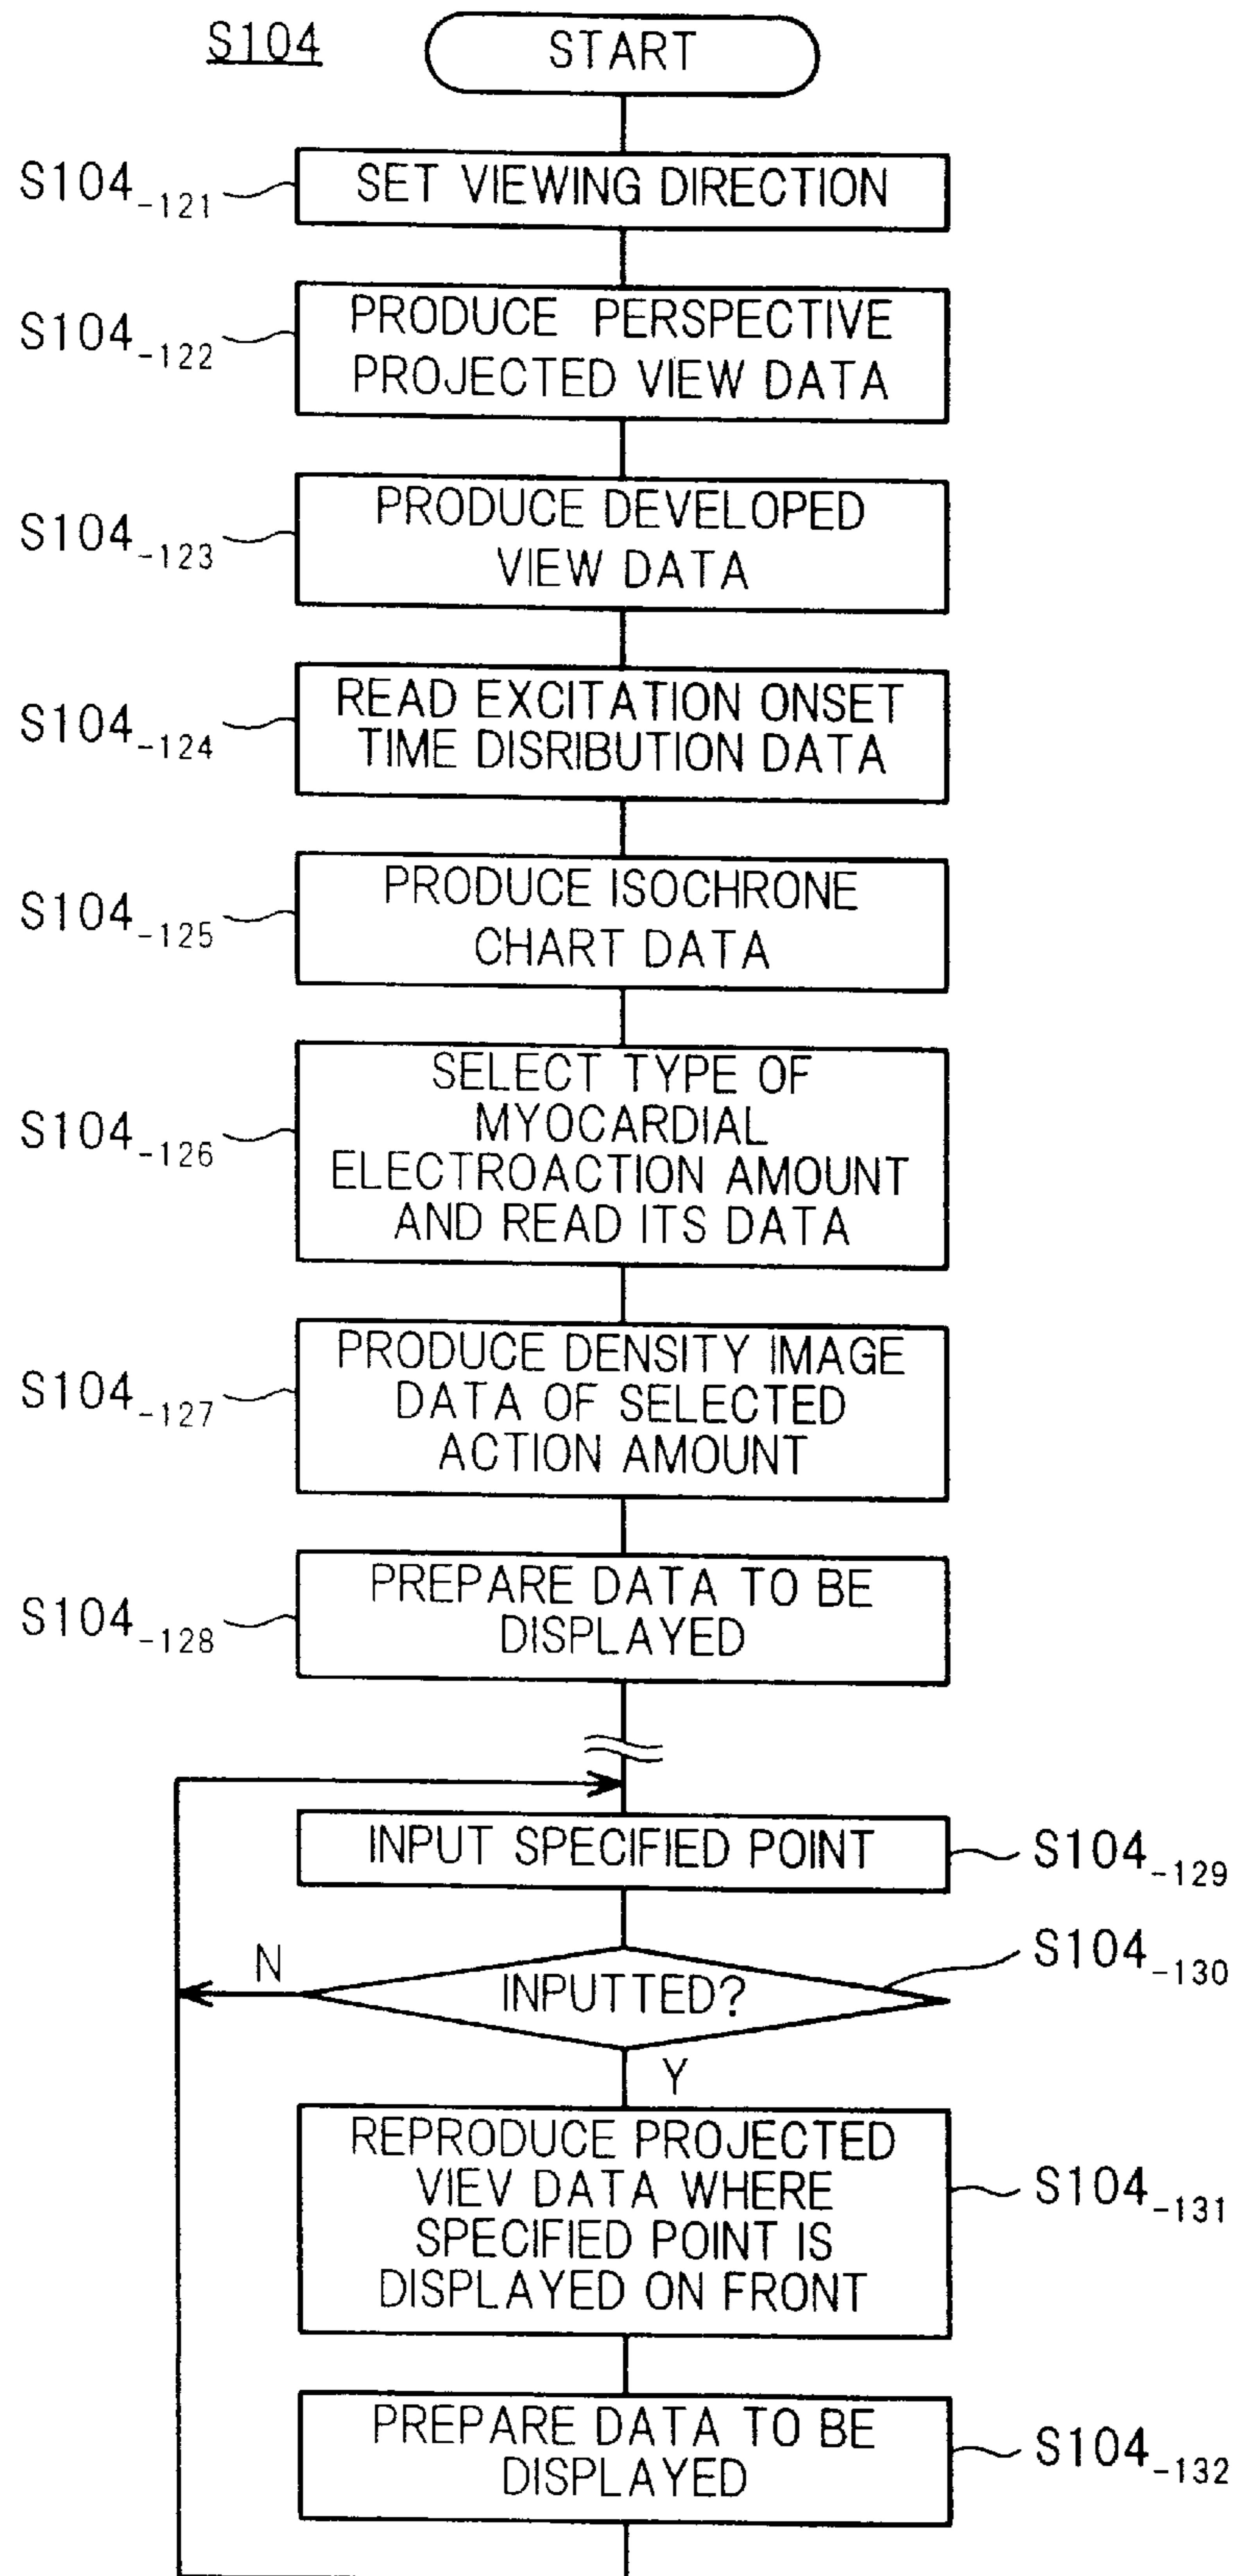 S104
START
S104-121
SET VIEWING DIRECTION
S104-122
PRODUCE PERSPECTIVE
PROJECTED VIEW DATA
S104-123
PRODUCE DEVELOPED
VIEW DATA
S104-124
READ EXCITATION ONSET
TIME DISRIBUTION DATA
S104-125
PRODUCE ISOCHRONE
CHART DATA
S104-126
SELECT TYPE OF
MYOCARDIAL
ELECTROACTION AMOUNT
AND READ ITS DATA
S104-127
PRODUCE DENSITY IMAGE
DATA OF SELECTED
ACTION AMOUNT
S104-128
PREPARE DATA TO BE
DISPLAYED
INPUT SPECIFIED POINT
S104-129
N
INPUTTED?
S104-130
Y
REPRODUCE PROJECTED
VIEV DATA WHERE
SPECIFIED POINT IS
DISPLAYED ON FRONT
S104-131
PREPARE DATA TO BE
DISPLAYED
S104-132